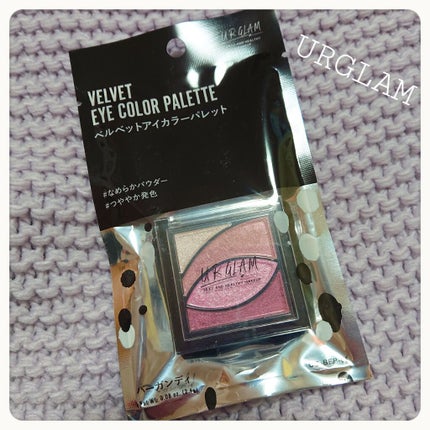 URGLAM
VELVET
EYE COLOR PALETTE
ベルベットアイカラーパレット
#なめらかパウダー
#つややか発色
URGLAM
URGLAM
バーガンディ